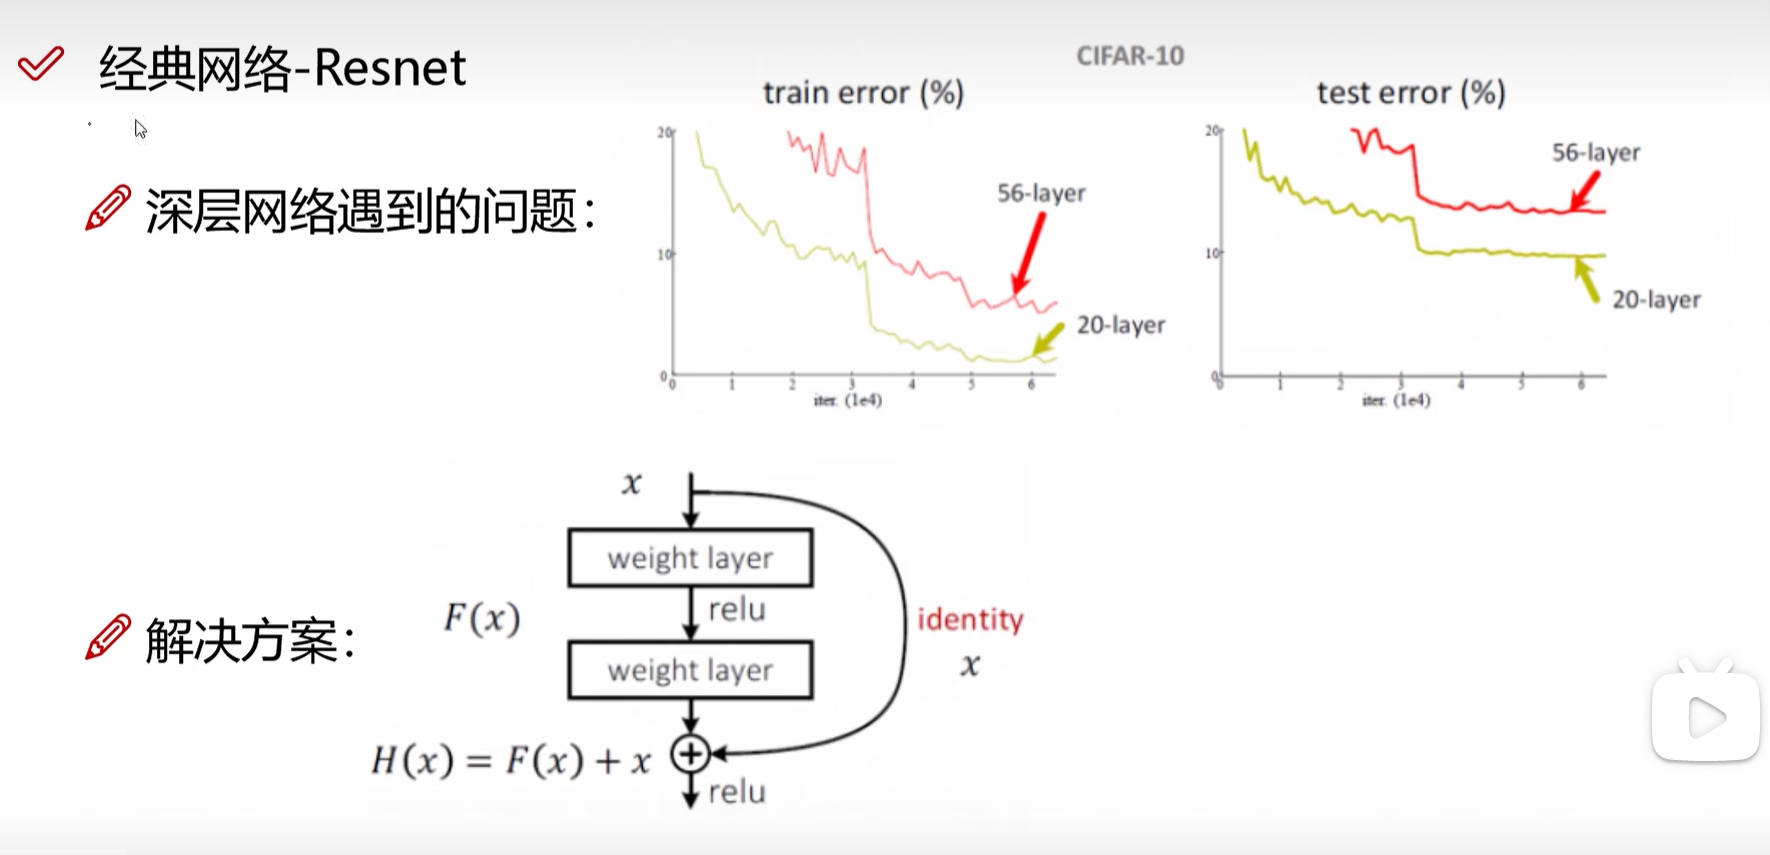 经典网络-Resnet
CIFAR-10
train error (%)
20
10
0
0 1 2 3 4 5 6
iter. (1e4)
56-layer
20-layer
test error (%)
20
10
0
0 1 2 3 4 5 6
iter. (1e4)
56-layer
20-layer
深层网络遇到的问题：
解决方案：
x
weight layer
F(x)
relu
identity
x
weight layer
H(x) = F(x) + x
relu